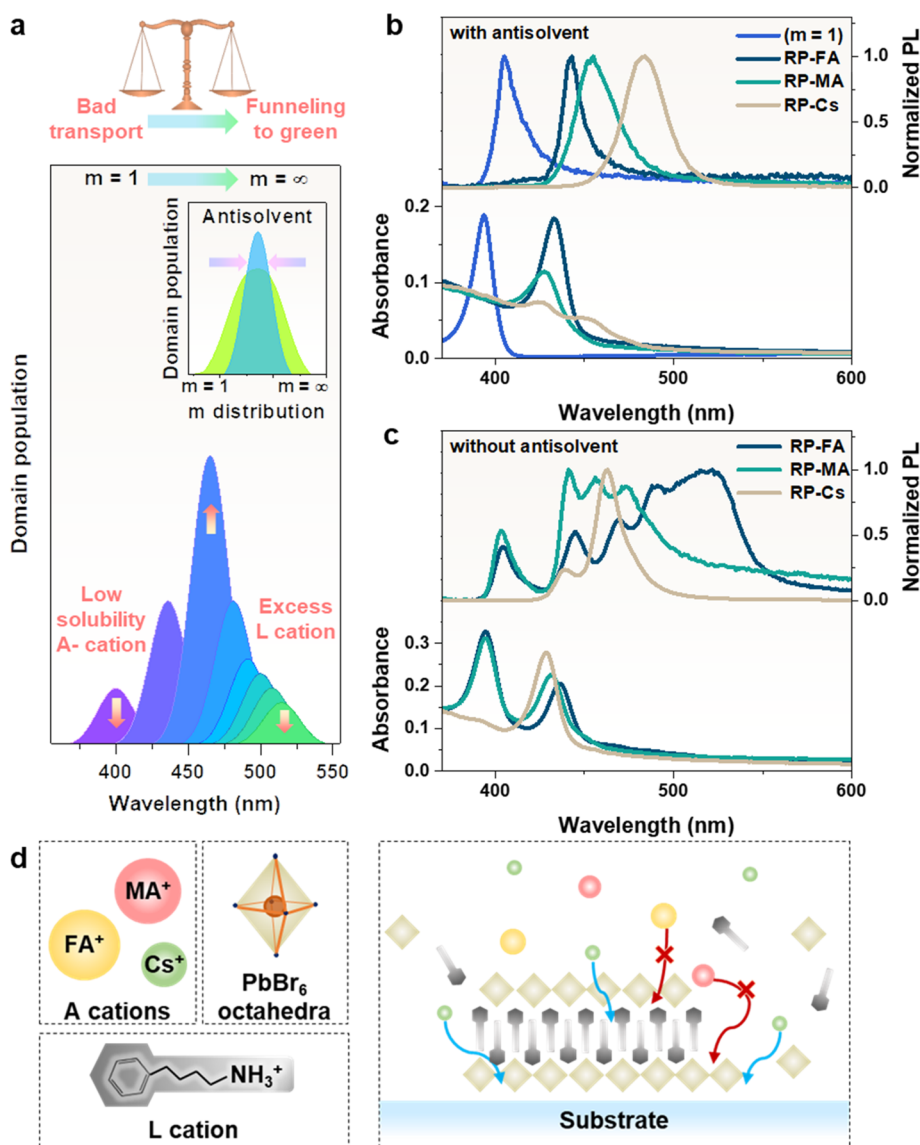 a
Bad
transport
Funneling
to green
m = 1
m = ∞
Antisolvent
Domain population
m = 1
m = ∞
m distribution
Domain population
Low
solubility
A- cation
Excess
L cation
400
450
500
550
Wavelength (nm)
b
with antisolvent
(m = 1)
RP-FA
RP-MA
RP-Cs
1.0
0.5
0.0
Normalized PL
0.2
0.1
0.0
Absorbance
400
500
600
Wavelength (nm)
c
without antisolvent
RP-FA
RP-MA
RP-Cs
1.0
0.5
0.0
Normalized PL
0.3
0.2
0.1
0.0
Absorbance
400
500
600
Wavelength (nm)
d
MA⁺
FA⁺
Cs⁺
A cations
PbBr₆
octahedra
NH₃⁺
L cation
Substrate